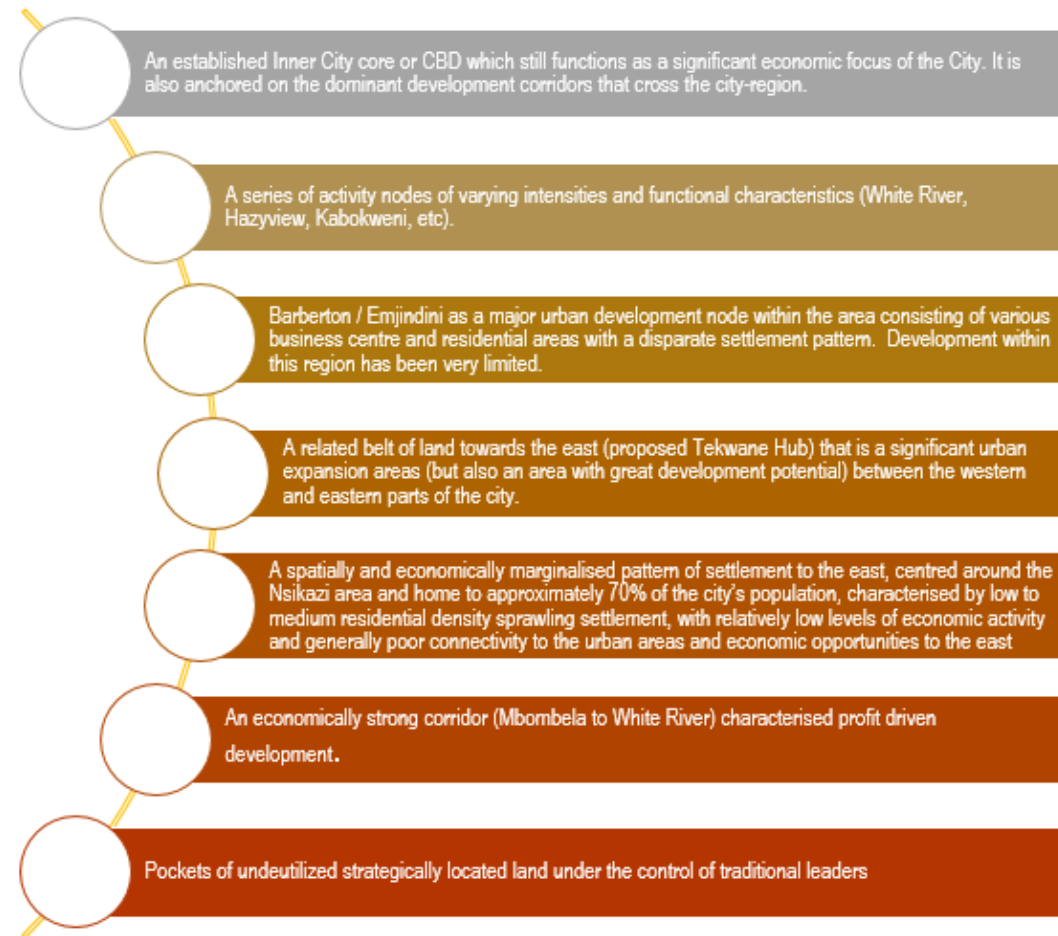 An established Inner City core or CBD which still functions as a significant economic focus of the City. It is
also anchored on the dominant development corridors that cross the city-region.
A series of activity nodes of varying intensities and functional characteristics (White River,
Hazyview, Kabokweni, etc).
Barberton / Emjindini as a major urban development node within the area consisting of various
business centre and residential areas with a disparate settlement pattern.  Development within
this region has been very limited.
A related belt of land towards the east (proposed Tekwane Hub) that is a significant urban
expansion areas (but also an area with great development potential) between the western
and eastern parts of the city.
A spatially and economically marginalised pattern of settlement to the east, centred around the
Nsikazi area and home to approximately 70% of the city's population, characterised by low to
medium residential density sprawling settlement, with relatively low levels of economic activity
and generally poor connectivity to the urban areas and economic opportunities to the east
An economically strong corridor (Mbombela to White River) characterised profit driven
development.
Pockets of undeutilized strategically located land under the control of traditional leaders